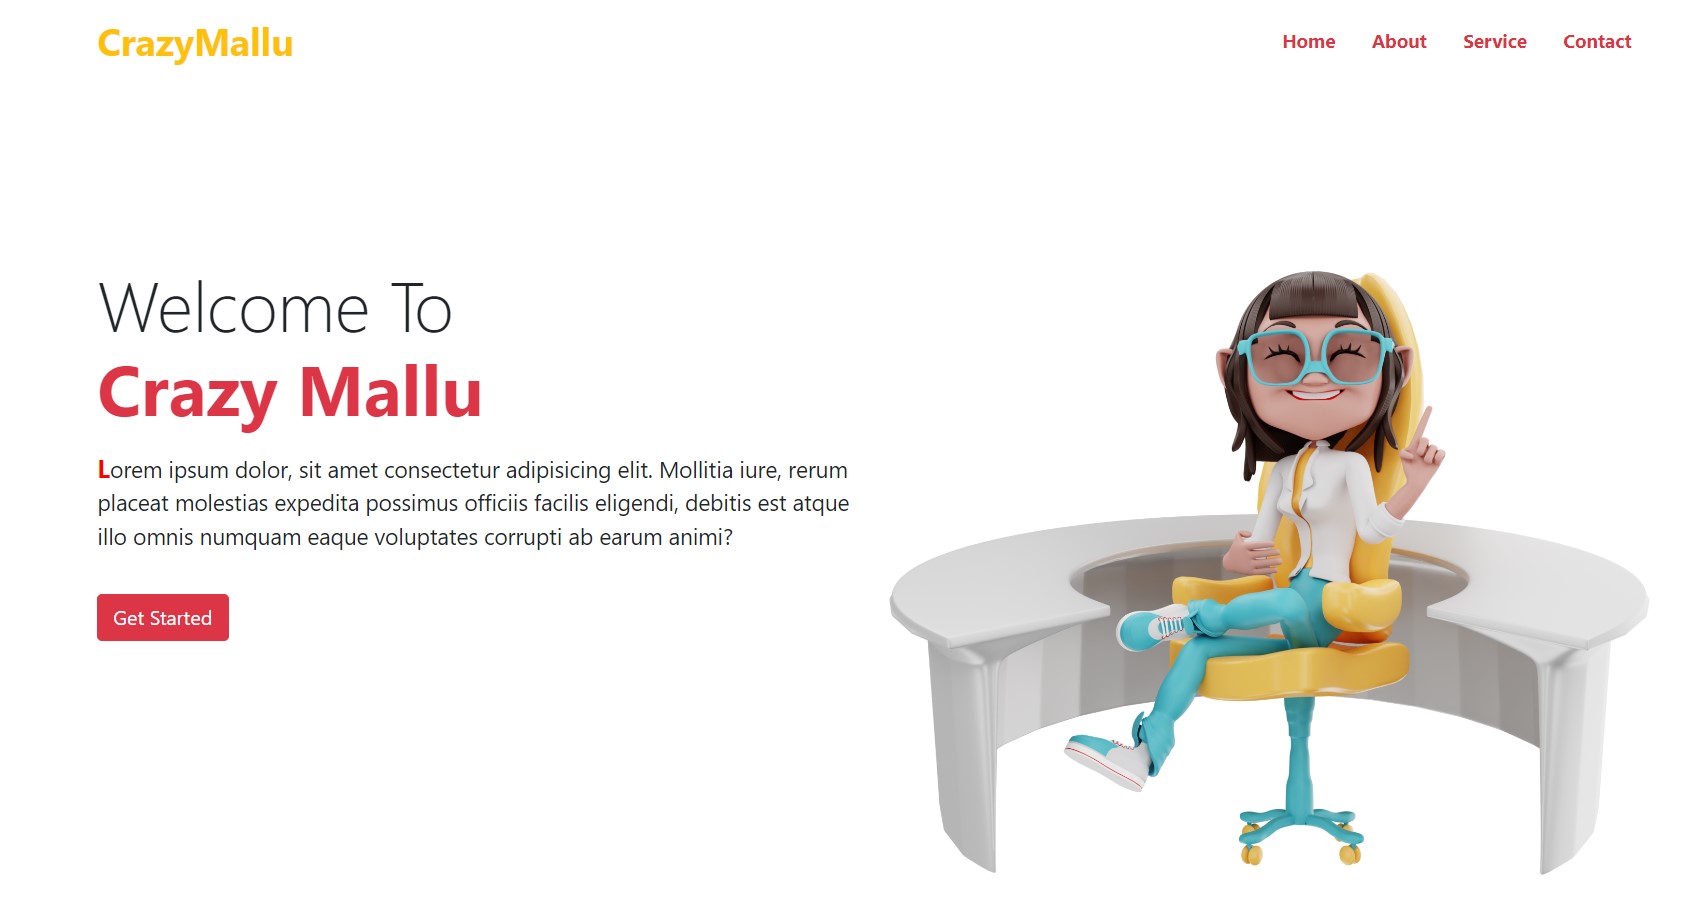 CrazyMallu
Home About Service Contact
Welcome To
Crazy Mallu
Lorem ipsum dolor, sit amet consectetur adipisicing elit. Mollitia iure, rerum
placeat molestias expedita possimus officiis facilis eligendi, debitis est atque
illo omnis numquam eaque voluptates corrupti ab earum animi?
Get Started